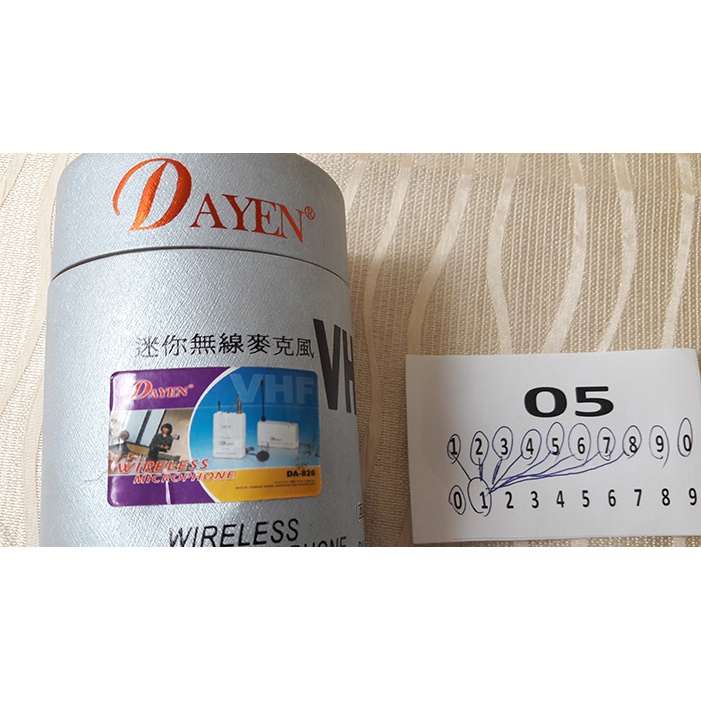 DAYEN®
迷你無線麥克風
DAYEN
VHF
WIRELESS
MICROPHONE
DA-826
WIRELESS
05
1 2 3 4 5 6 7 8 9 0
0 1 2 3 4 5 6 7 8 9